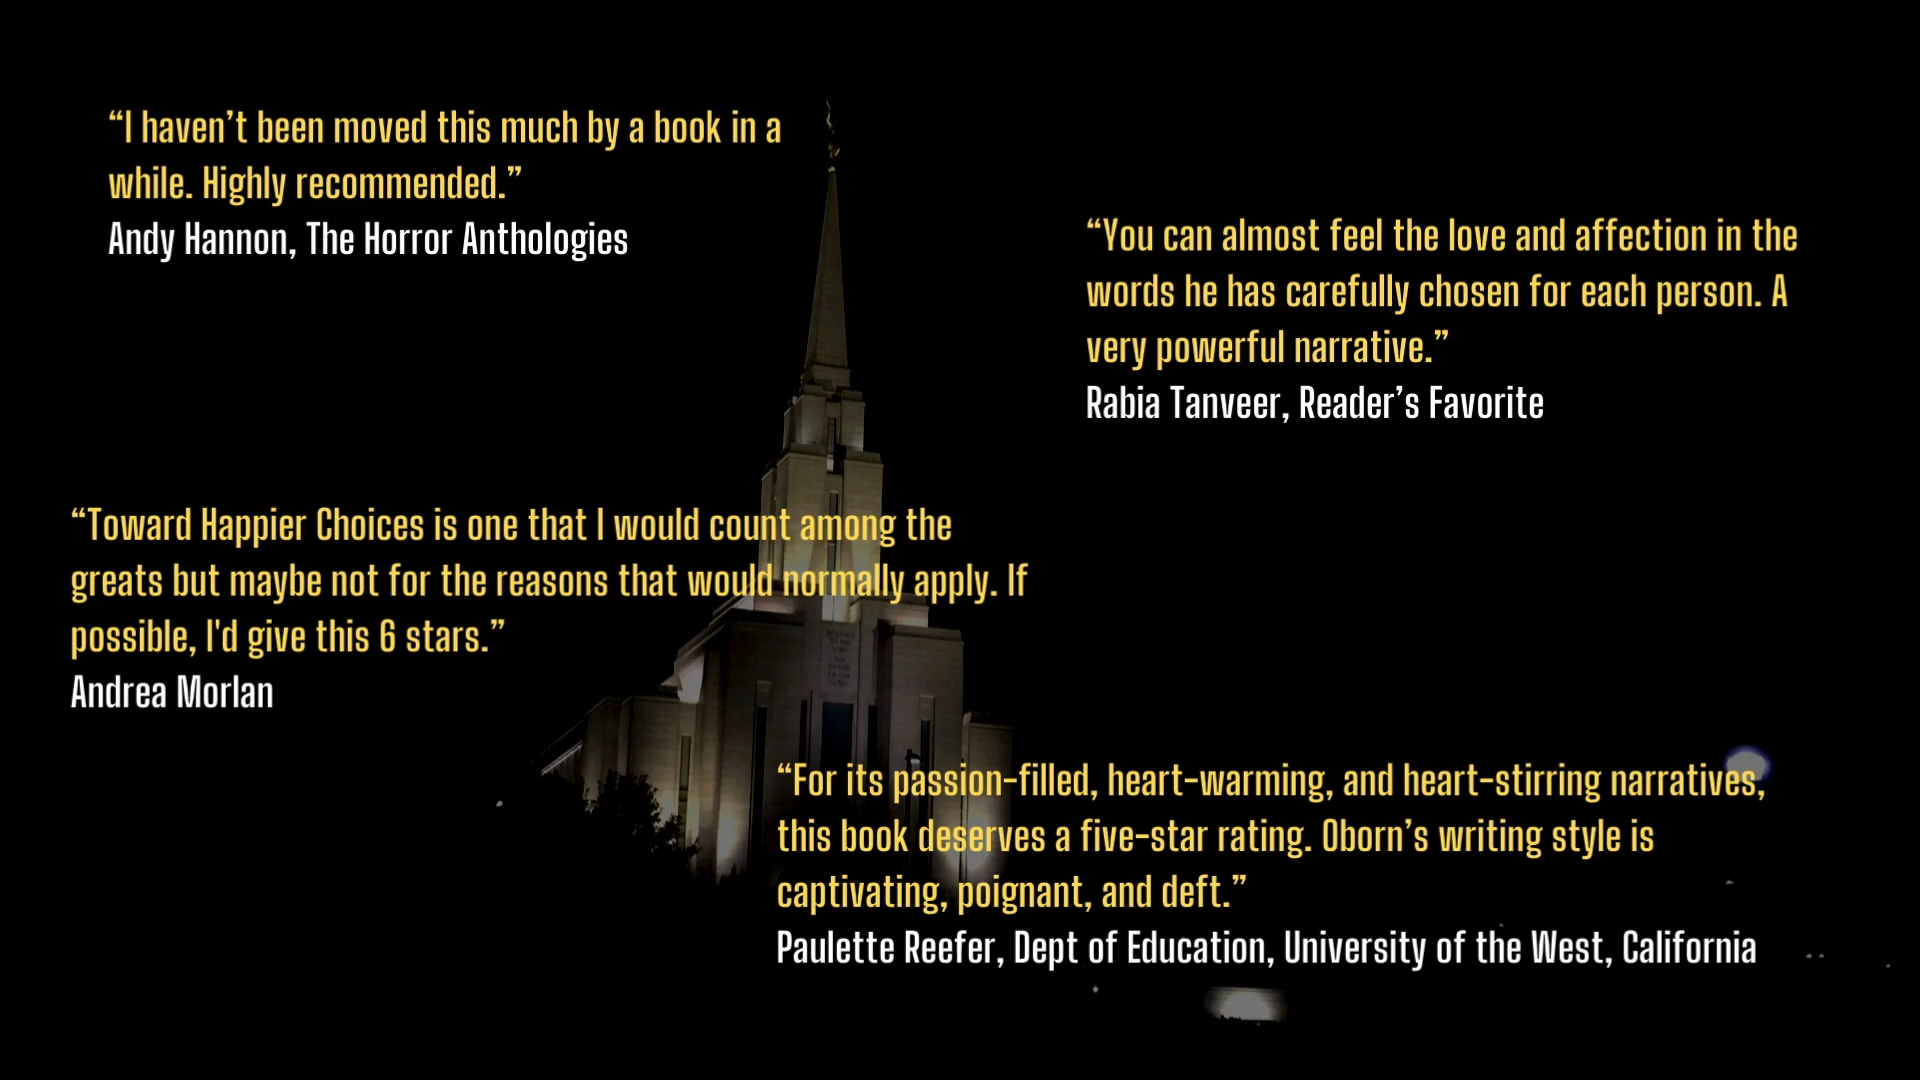 “I haven’t been moved this much by a book in a
while. Highly recommended.”
Andy Hannon, The Horror Anthologies
“You can almost feel the love and affection in the
words he has carefully chosen for each person. A
very powerful narrative.”
Rabia Tanveer, Reader’s Favorite
“Toward Happier Choices is one that I would count among the
greats but maybe not for the reasons that would normally apply. If
possible, I'd give this 6 stars.”
Andrea Morlan
“For its passion-filled, heart-warming, and heart-stirring narratives,
this book deserves a five-star rating. Oborn’s writing style is
captivating, poignant, and deft.”
Paulette Reefer, Dept of Education, University of the West, California